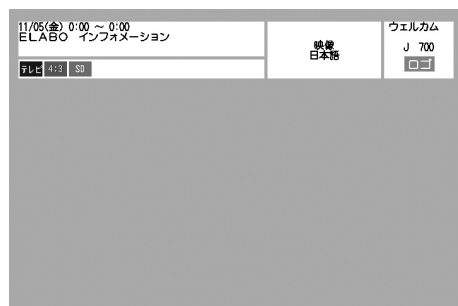 11/05(金) 0:00 ～ 0:00
ELABO インフォメーション
テレビ 4:3 SD
映像
日本語
ウェルカム
J 700
ロゴ